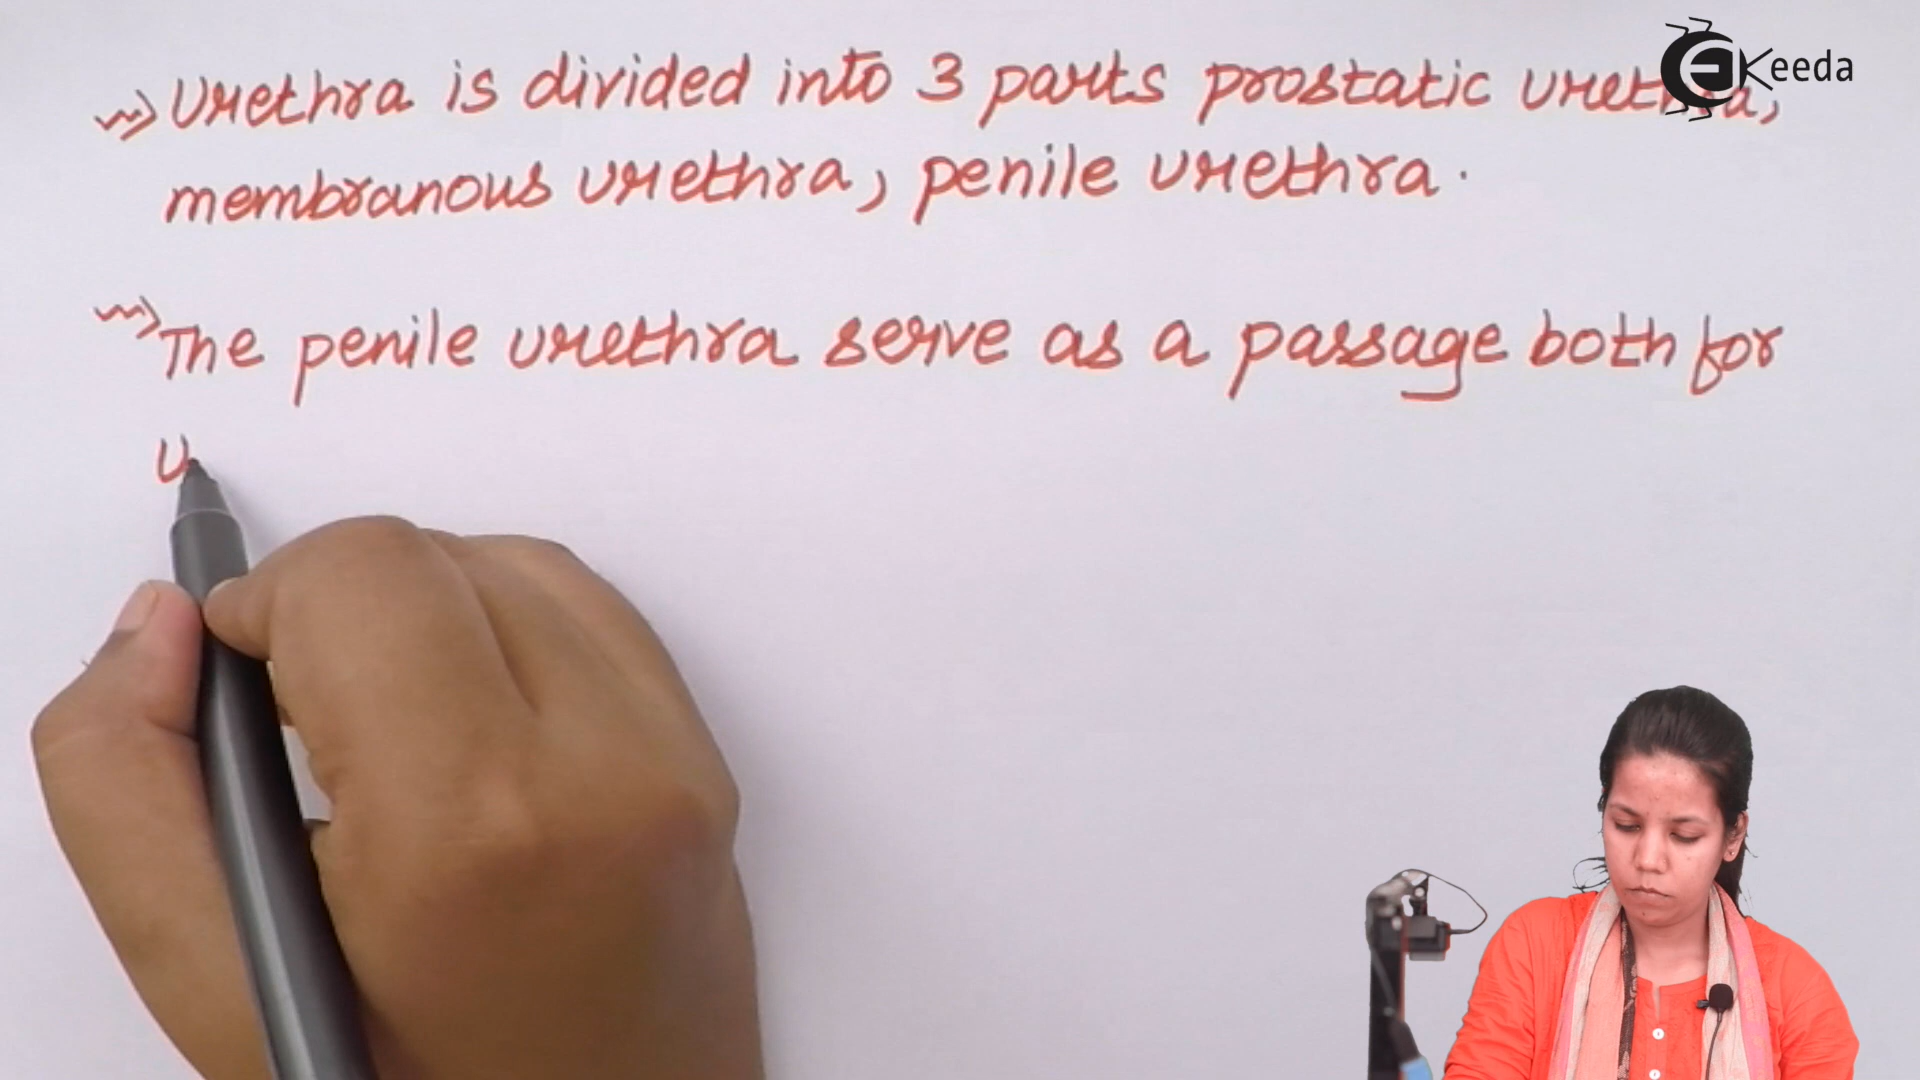 EKeeda
Urethra is divided into 3 parts prostatic urethra,
membranous urethra, penile urethra.
The penile urethra serve as a passage both for
u